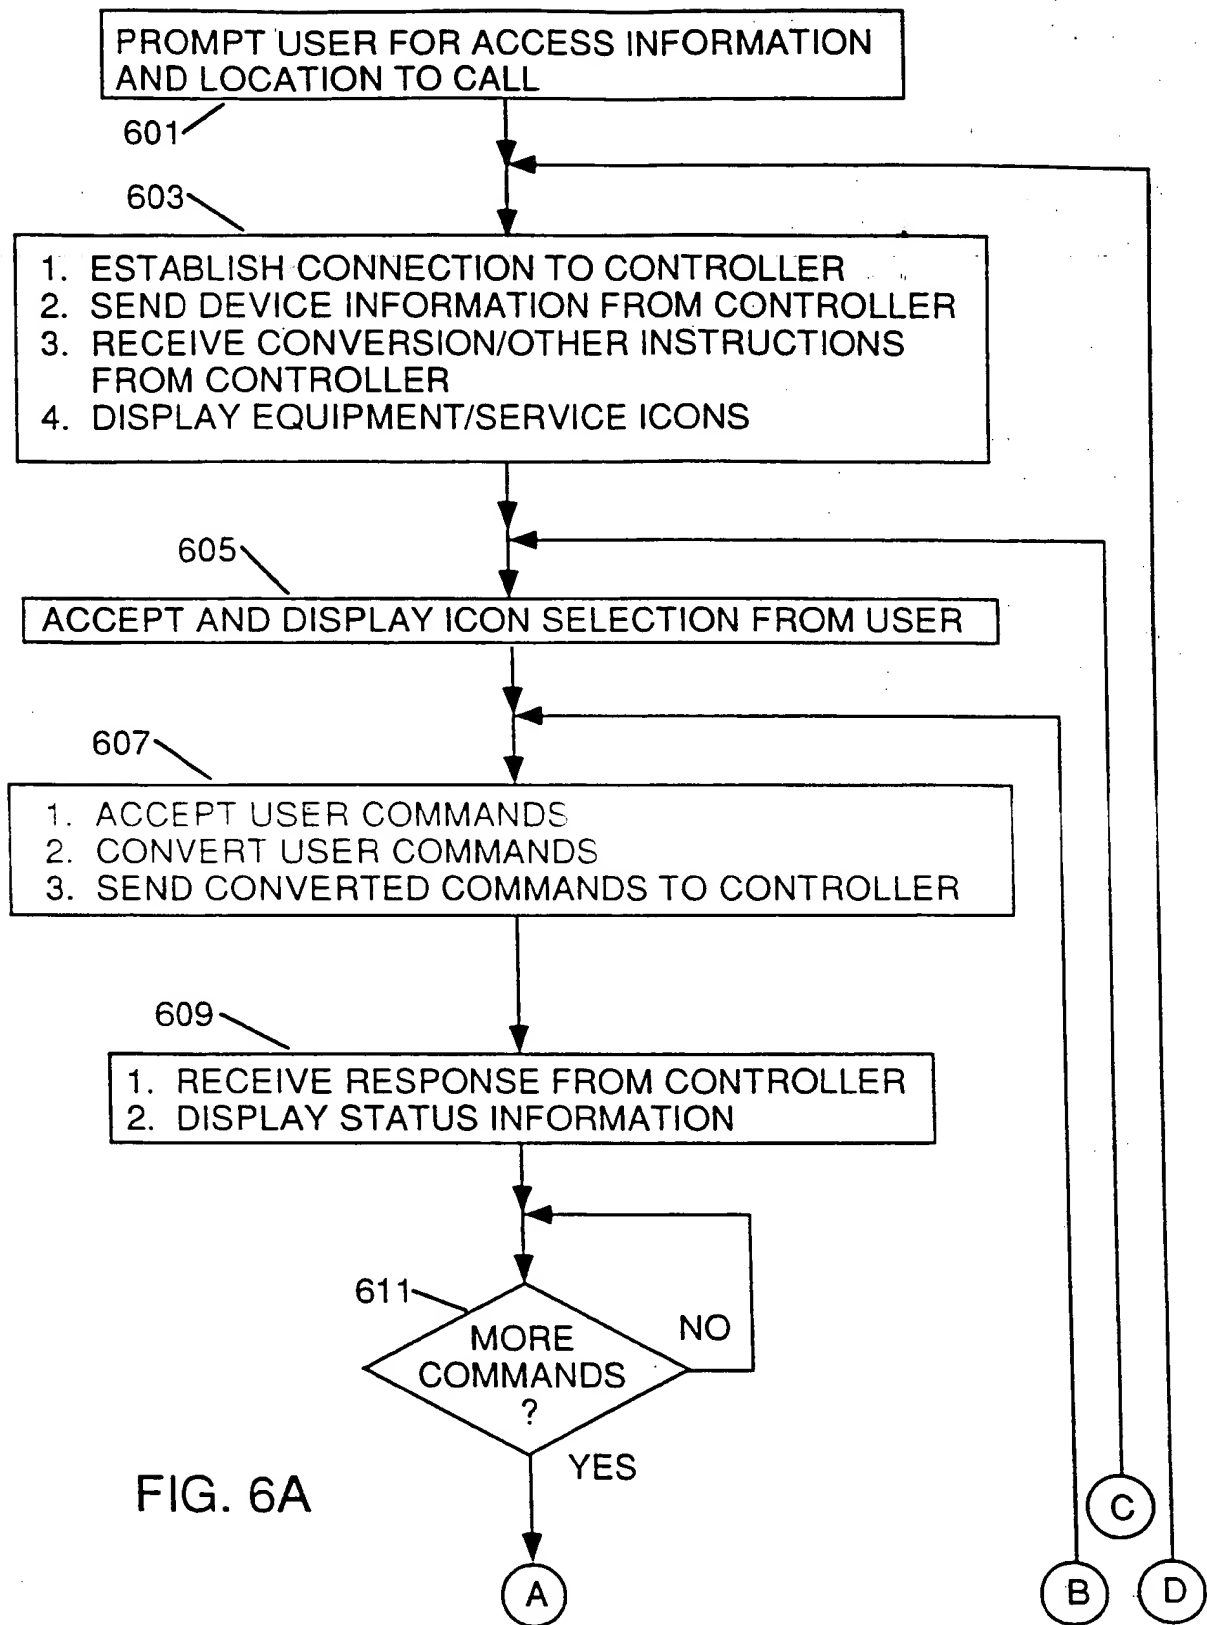 PROMPT USER FOR ACCESS INFORMATION
AND LOCATION TO CALL
601
603
1. ESTABLISH CONNECTION TO CONTROLLER
2. SEND DEVICE INFORMATION FROM CONTROLLER
3. RECEIVE CONVERSION/OTHER INSTRUCTIONS
FROM CONTROLLER
4. DISPLAY EQUIPMENT/SERVICE ICONS
605
ACCEPT AND DISPLAY ICON SELECTION FROM USER
607
1. ACCEPT USER COMMANDS
2. CONVERT USER COMMANDS
3. SEND CONVERTED COMMANDS TO CONTROLLER
609
1. RECEIVE RESPONSE FROM CONTROLLER
2. DISPLAY STATUS INFORMATION
611
MORE
COMMANDS
?
NO
YES
FIG. 6A
A
B
C
D